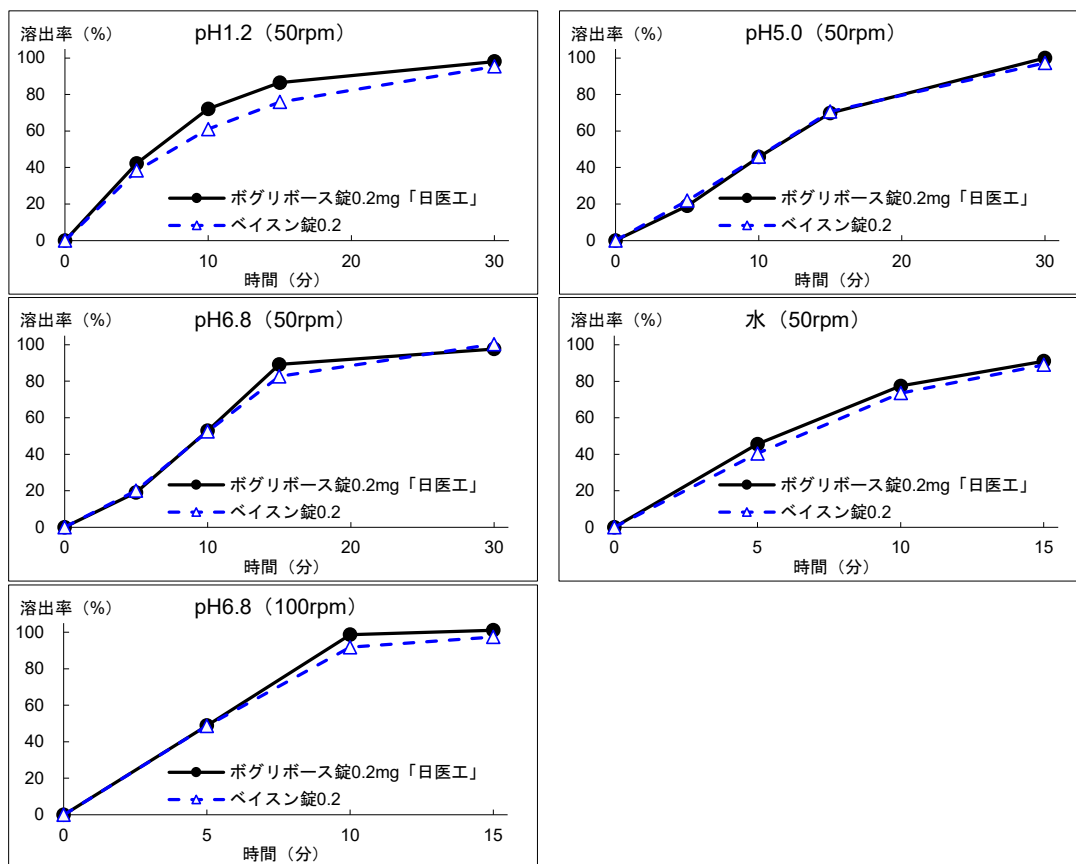 溶出率（%）
pH1.2（50rpm）
100
80
60
40
20
0
ボグリボース錠0.2mg「日医工」
ベイスン錠0.2
0 10 20 30
時間（分）
溶出率（%）
pH5.0（50rpm）
100
80
60
40
20
0
ボグリボース錠0.2mg「日医工」
ベイスン錠0.2
0 10 20 30
時間（分）
溶出率（%）
pH6.8（50rpm）
100
80
60
40
20
0
ボグリボース錠0.2mg「日医工」
ベイスン錠0.2
0 10 20 30
時間（分）
溶出率（%）
水（50rpm）
100
80
60
40
20
0
ボグリボース錠0.2mg「日医工」
ベイスン錠0.2
0 5 10 15
時間（分）
溶出率（%）
pH6.8（100rpm）
100
80
60
40
20
0
ボグリボース錠0.2mg「日医工」
ベイスン錠0.2
0 5 10 15
時間（分）